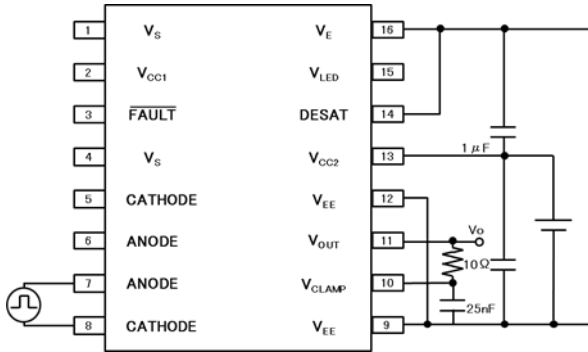 1 V_S V_E 16
2 V_CC1 V_LED 15
3 FAULT DESAT 14
4 V_S V_CC2 13
1μF
5 CATHODE V_EE 12
6 ANODE V_OUT 11
Vo
10Ω
7 ANODE V_CLAMP 10
25nF
8 CATHODE V_EE 9